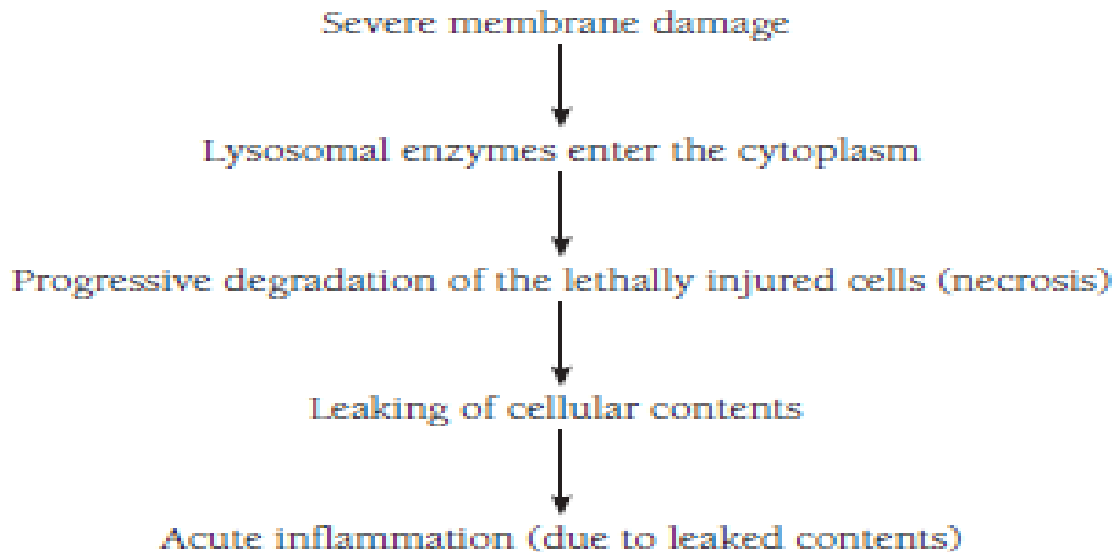 Severe membrane damage
Lysosomal enzymes enter the cytoplasm
Progressive degradation of the lethally injured cells (necrosis)
Leaking of cellular contents
Acute inflammation (due to leaked contents)